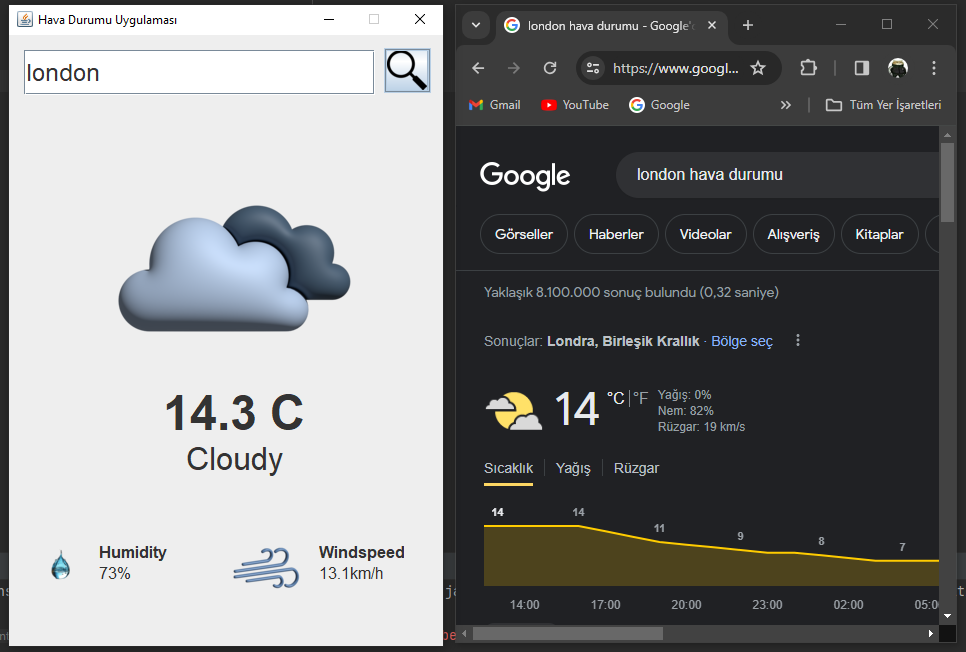 Hava Durumu Uygulaması
london
14.3 C
Cloudy
Humidity
73%
Windspeed
13.1km/h
london hava durumu - Google'
https://www.googl...
Gmail
YouTube
Google
Tüm Yer İşaretleri
Google
london hava durumu
Görseller
Haberler
Videolar
Alışveriş
Kitaplar
Yaklaşık 8.100.000 sonuç bulundu (0,32 saniye)
Sonuçlar: Londra, Birleşik Krallık · Bölge seç
14 °C | °F
Yağış: 0%
Nem: 82%
Rüzgar: 19 km/s
Sıcaklık Yağış Rüzgar
14 14 11 9 8 7
14:00 17:00 20:00 23:00 02:00 05:0